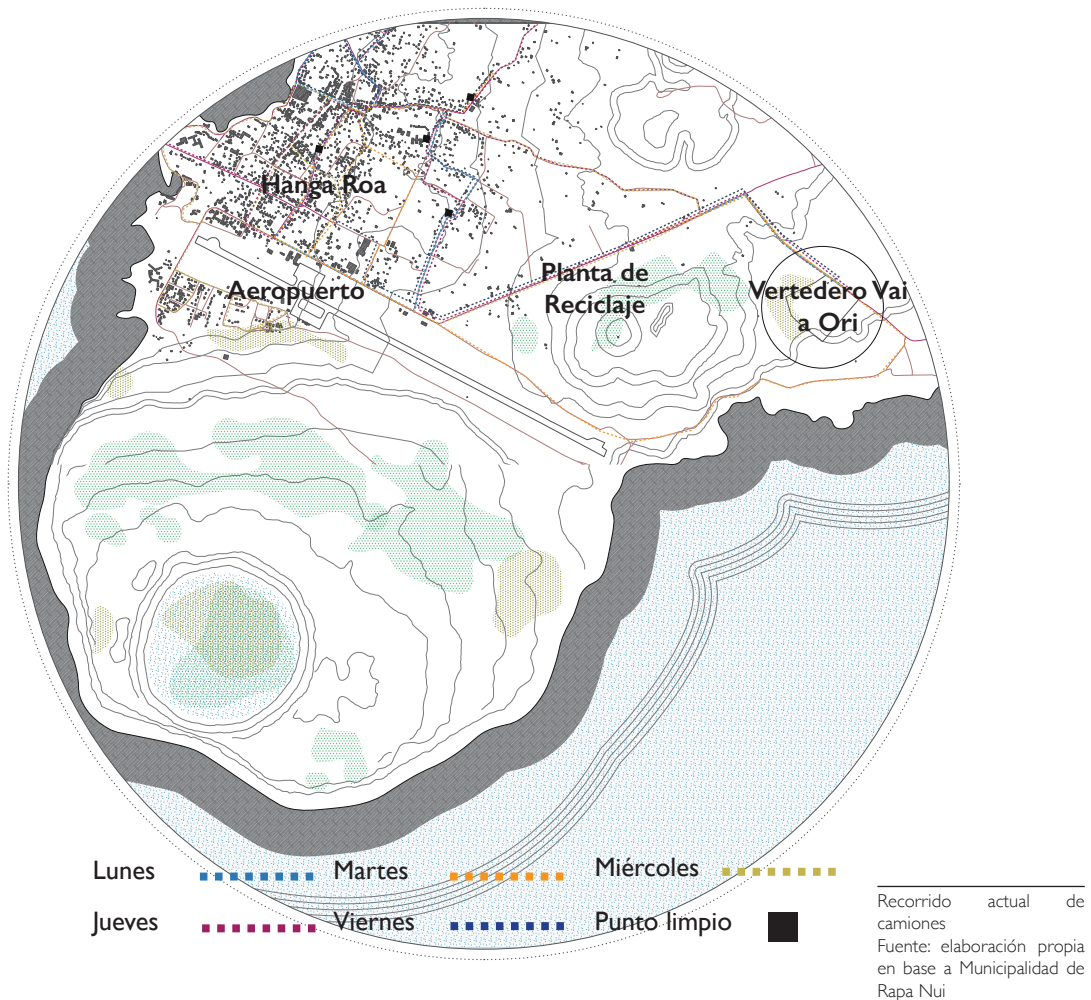 Hanga Roa
Aeropuerto
Planta de
Reciclaje
Vertedero Vai
a Ori
Lunes
Martes
Miércoles
Jueves
Viernes
Punto limpio
Recorrido actual de
camiones
Fuente: elaboración propia
en base a Municipalidad de
Rapa Nui